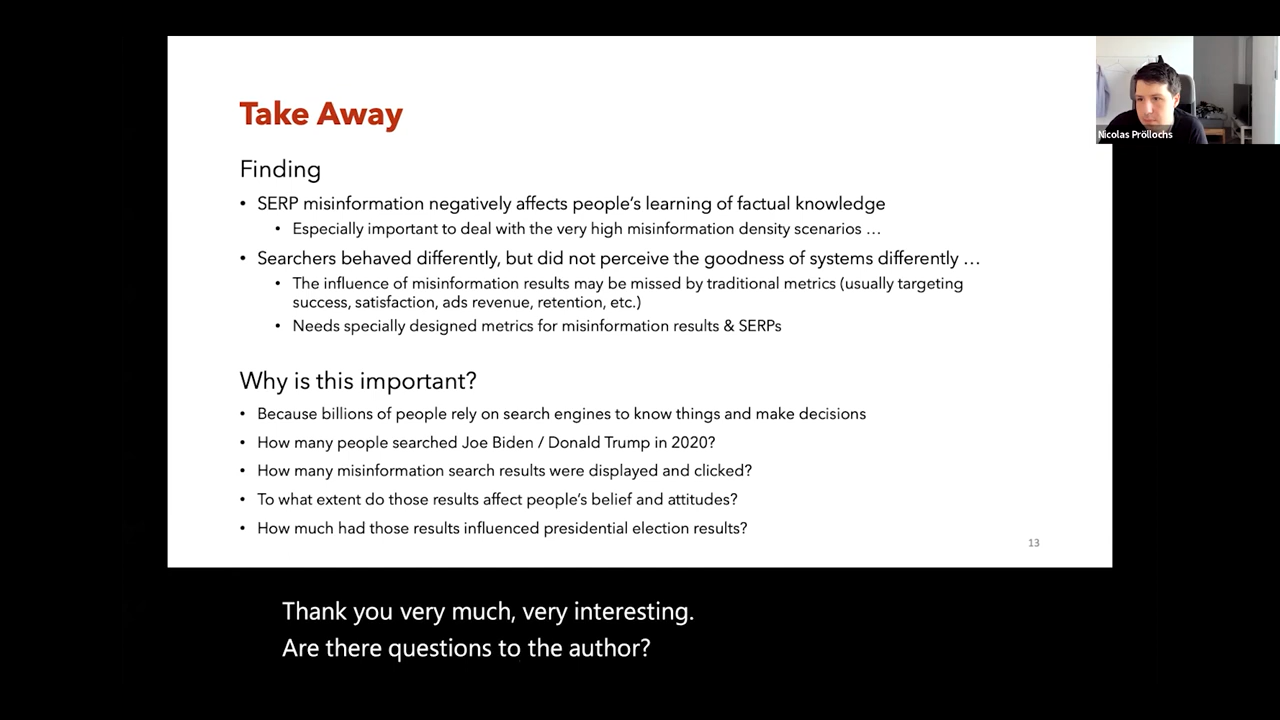 Take Away
Finding
• SERP misinformation negatively affects people’s learning of factual knowledge
• Especially important to deal with the very high misinformation density scenarios …
• Searchers behaved differently, but did not perceive the goodness of systems differently …
• The influence of misinformation results may be missed by traditional metrics (usually targeting
success, satisfaction, ads revenue, retention, etc.)
• Needs specially designed metrics for misinformation results & SERPs
Why is this important?
• Because billions of people rely on search engines to know things and make decisions
• How many people searched Joe Biden / Donald Trump in 2020?
• How many misinformation search results were displayed and clicked?
• To what extent do those results affect people’s belief and attitudes?
• How much had those results influenced presidential election results?
13
Nicolas Pröllochs
Thank you very much, very interesting.
Are there questions to the author?